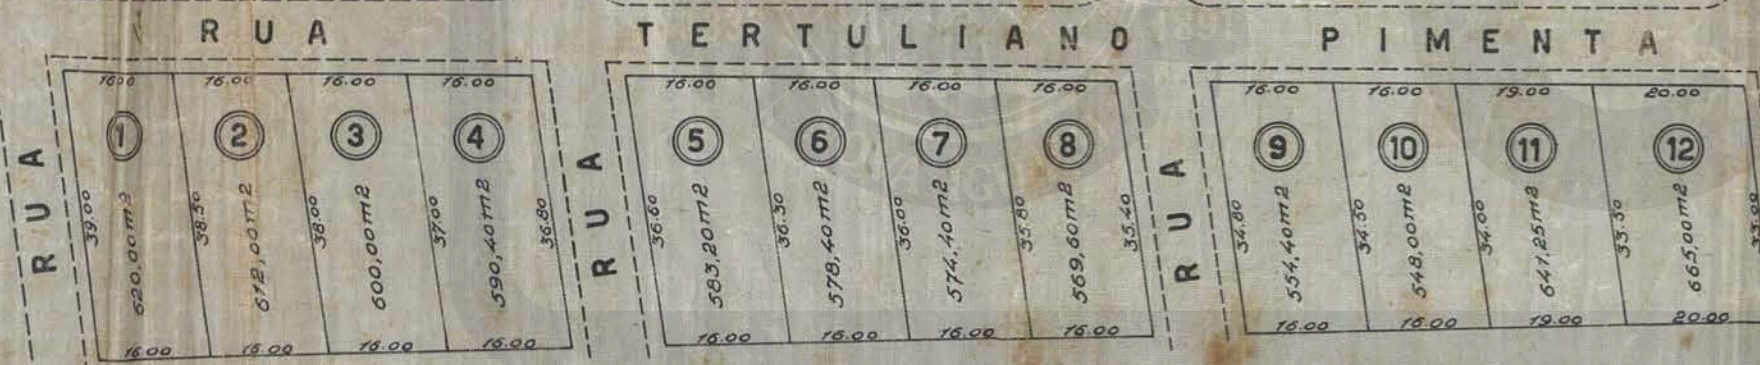 RUA TERTULIANO PIMENTA
16.00 16.00 16.00 16.00 16.00 16.00 16.00 16.00 16.00 16.00 19.00 20.00
1 2 3 4 5 6 7 8 9 10 11 12
RUA RUA RUA
39.00 620,00m2 38.50 612,00m2 38.00 600,00m2 37.00 590,40m2 36.80
36.60 583,20m2 36.30 578,40m2 36.00 574,40m2 35.80 569,60m2 35.40
34.80 554,40m2 34.50 548,00m2 34.00 641,25m2 33.50 665,00m2
16.00 16.00 16.00 16.00 16.00 16.00 16.00 16.00 16.00 16.00 19.00 20.00